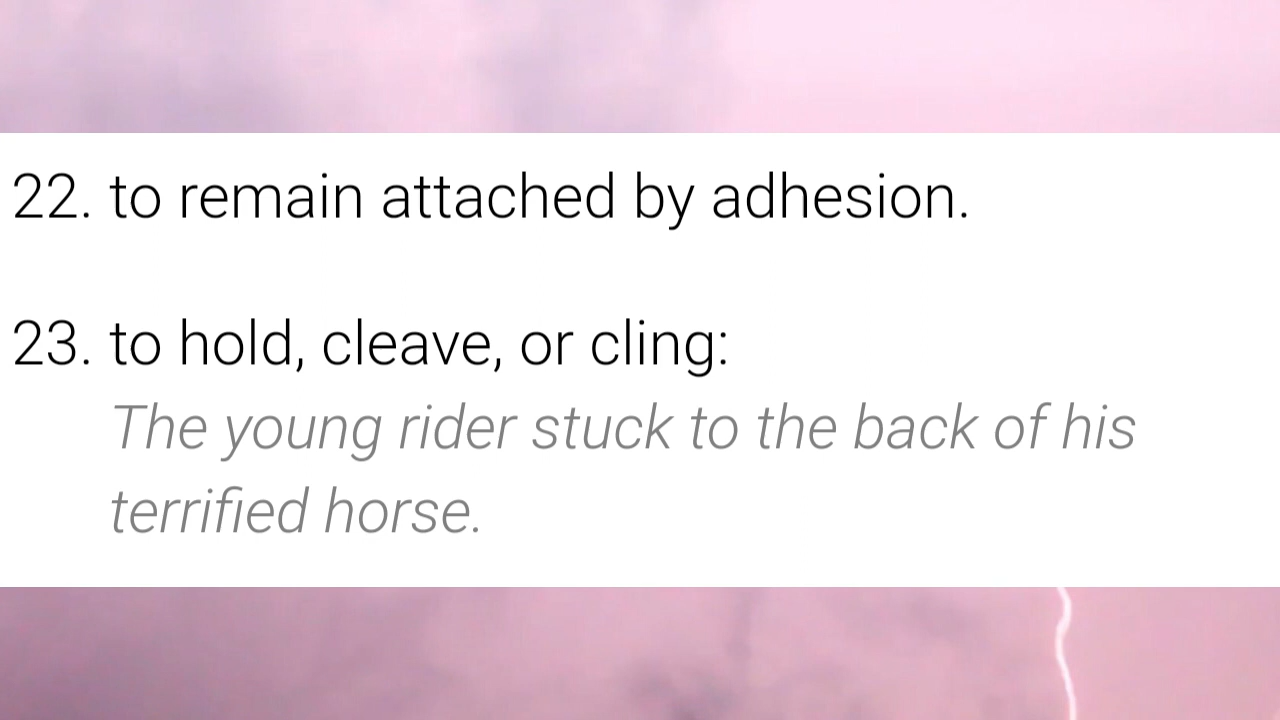 22. to remain attached by adhesion.
23. to hold, cleave, or cling:
The young rider stuck to the back of his
terrified horse.